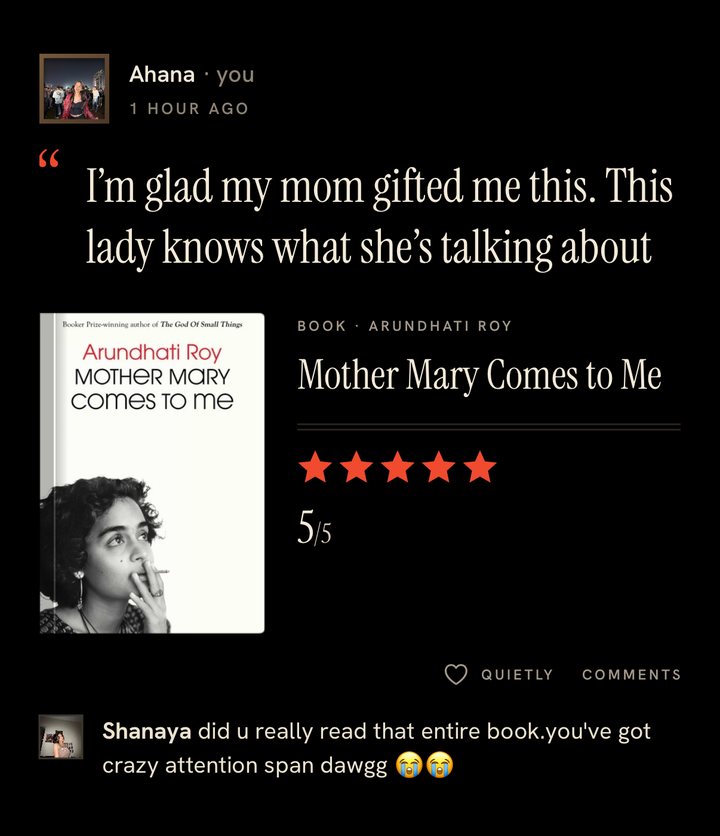 Ahana · you
1 HOUR AGO
“ I’m glad my mom gifted me this. This
lady knows what she’s talking about
Booker Prize-winning author of The God Of Small Things
Arundhati Roy
MOTHER MARY
COMES TO ME
BOOK · ARUNDHATI ROY
Mother Mary Comes to Me
5/5
QUIETLY COMMENTS
Shanaya did u really read that entire book.you've got
crazy attention span dawgg 😭😭